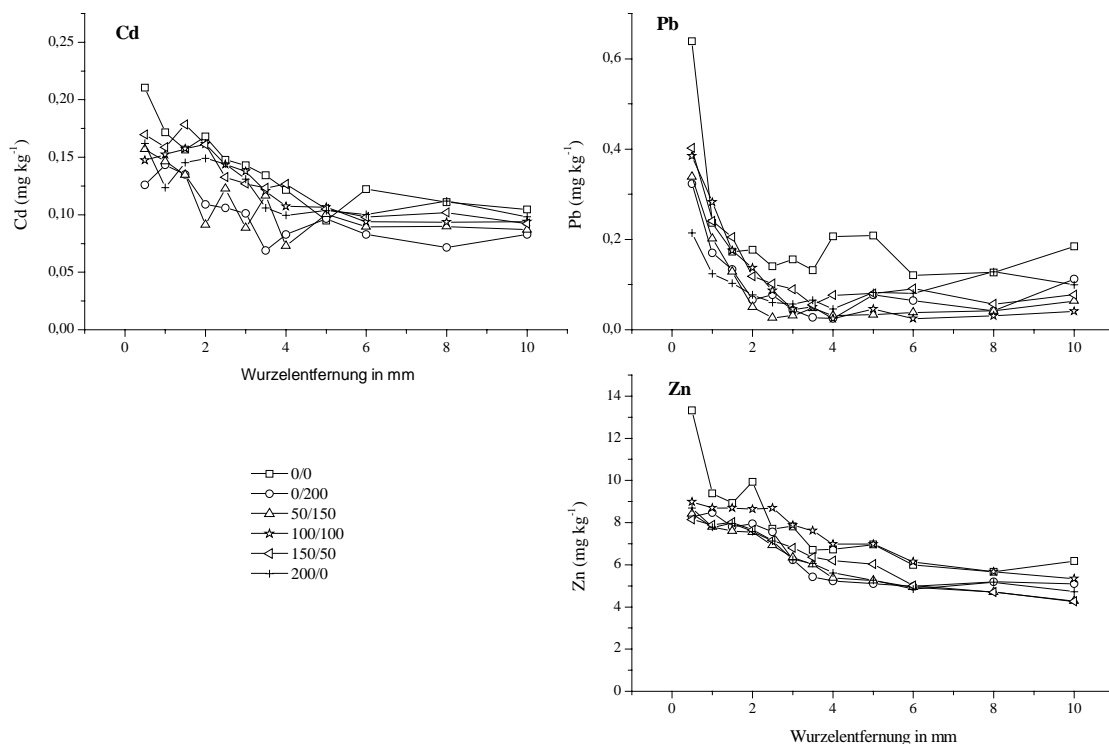 Cd
0,25
0,20
0,15
0,10
0,05
0,00
Cd (mg kg⁻¹)
0 2 4 6 8 10
Wurzelentfernung in mm
Pb
0,6
0,4
0,2
0,0
Pb (mg kg⁻¹)
0 2 4 6 8 10
Zn
14
12
10
8
6
4
2
0
Zn (mg kg⁻¹)
0 2 4 6 8 10
Wurzelentfernung in mm
0/0
0/200
50/150
100/100
150/50
200/0